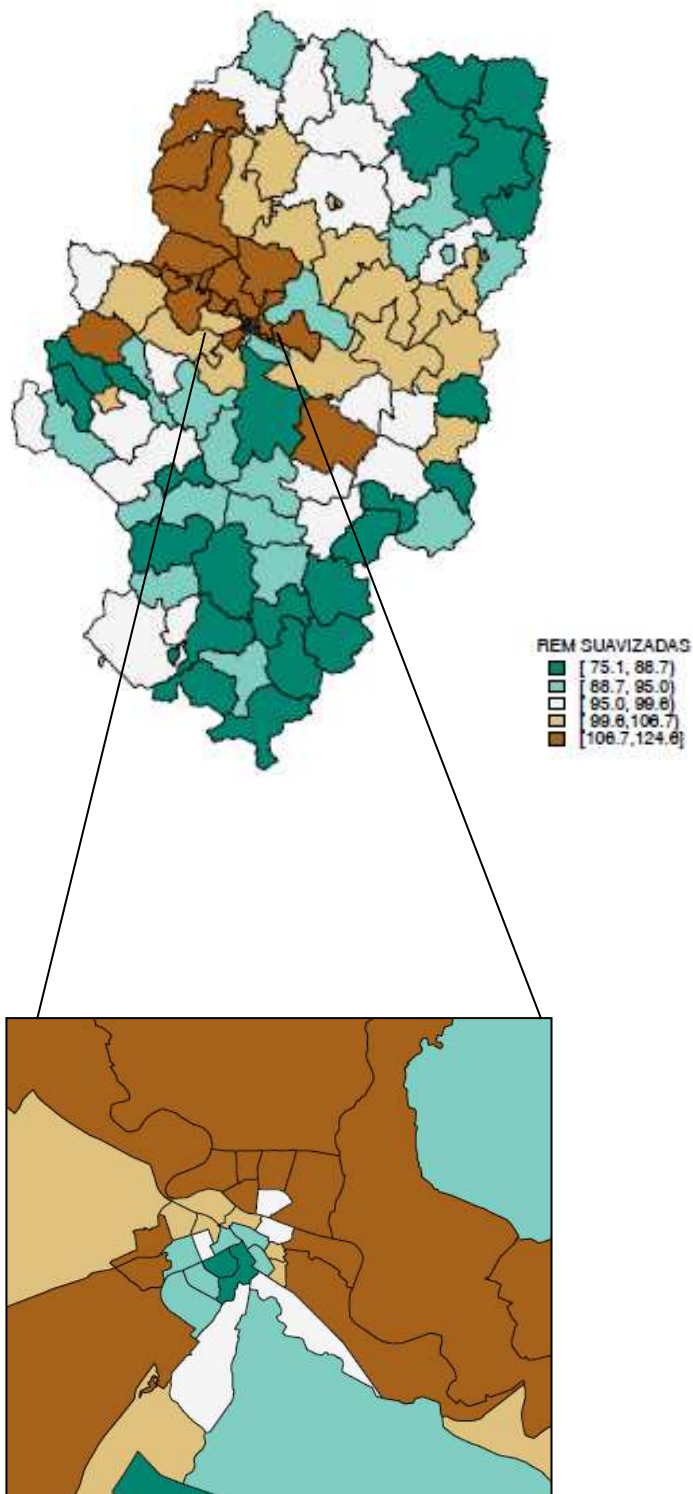 REM SUAVIZADAS
[ 75.1, 88.7)
[ 88.7, 95.0)
[ 95.0, 99.6)
[ 99.6,106.7)
[106.7,124.6]